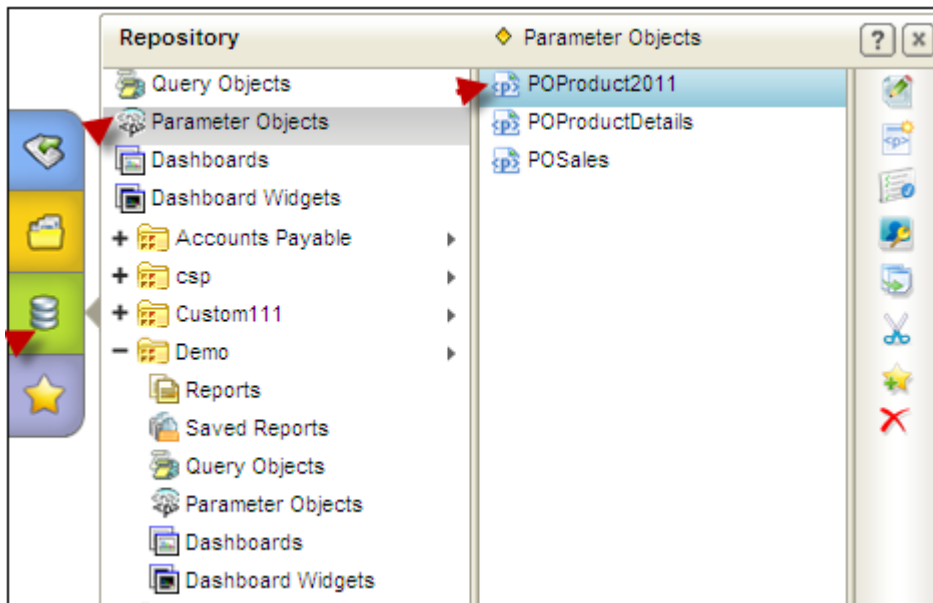 Repository
Parameter Objects
?
x
Query Objects
Parameter Objects
Dashboards
Dashboard Widgets
+ Accounts Payable
+ csp
+ Custom111
− Demo
Reports
Saved Reports
Query Objects
Parameter Objects
Dashboards
Dashboard Widgets
<p> POProduct2011
<p> POProductDetails
<p> POSales
<p>